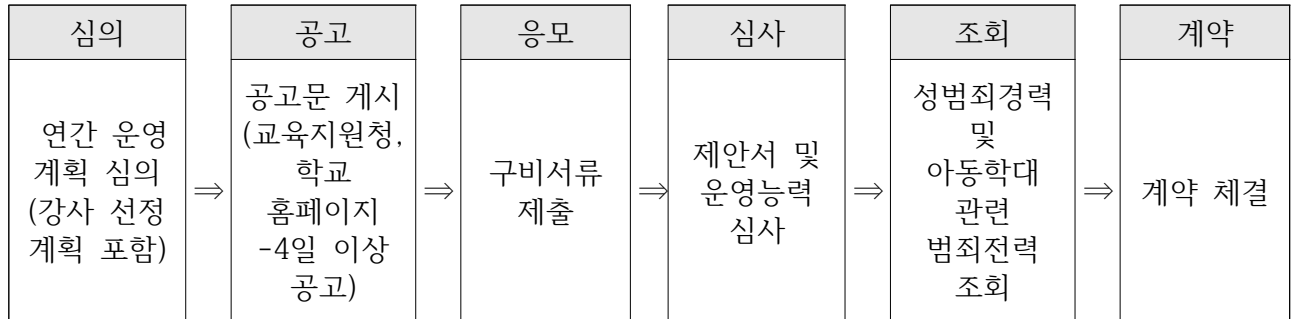 심의
연간 운영
계획 심의
(강사 선정
계획 포함)
⇒
공고
공고문 게시
(교육지원청,
학교
홈페이지
-4일 이상
공고)
⇒
응모
구비서류
제출
⇒
심사
제안서 및
운영능력
심사
⇒
조회
성범죄경력
및
아동학대
관련
범죄전력
조회
⇒
계약
계약 체결